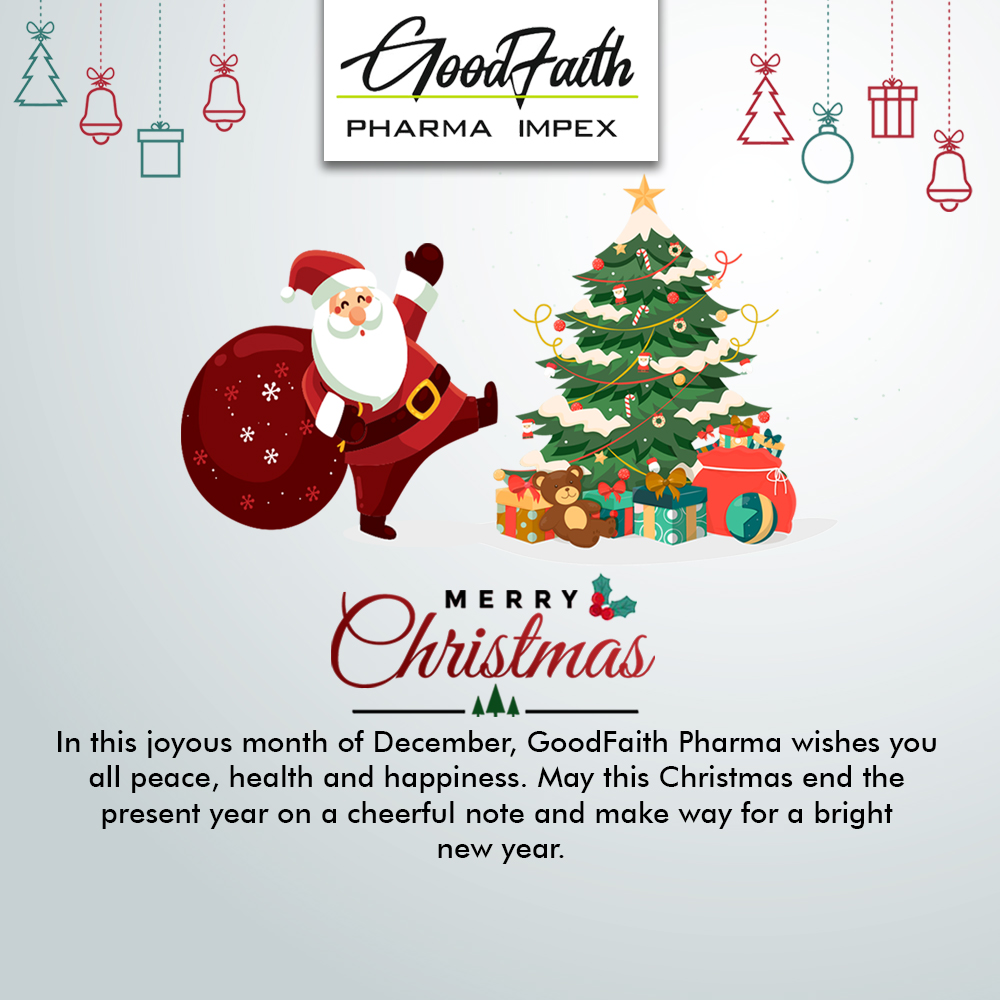 GoodFaith
PHARMA IMPEX
MERRY
Christmas
In this joyous month of December, GoodFaith Pharma wishes you
all peace, health and happiness. May this Christmas end the
present year on a cheerful note and make way for a bright
new year.